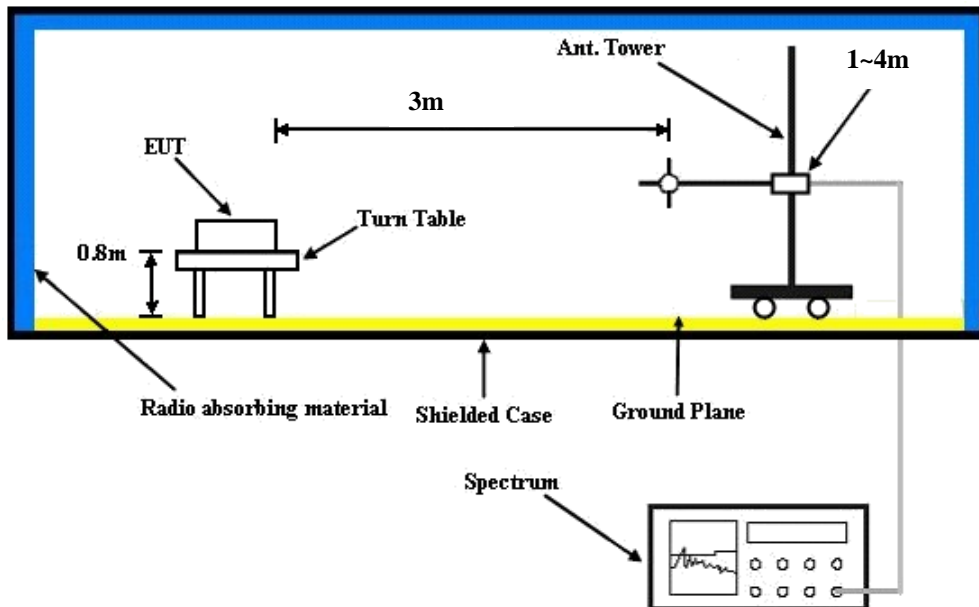 Ant. Tower
1~4m
3m
EUT
Turn Table
0.8m
Radio absorbing material
Shielded Case
Ground Plane
Spectrum